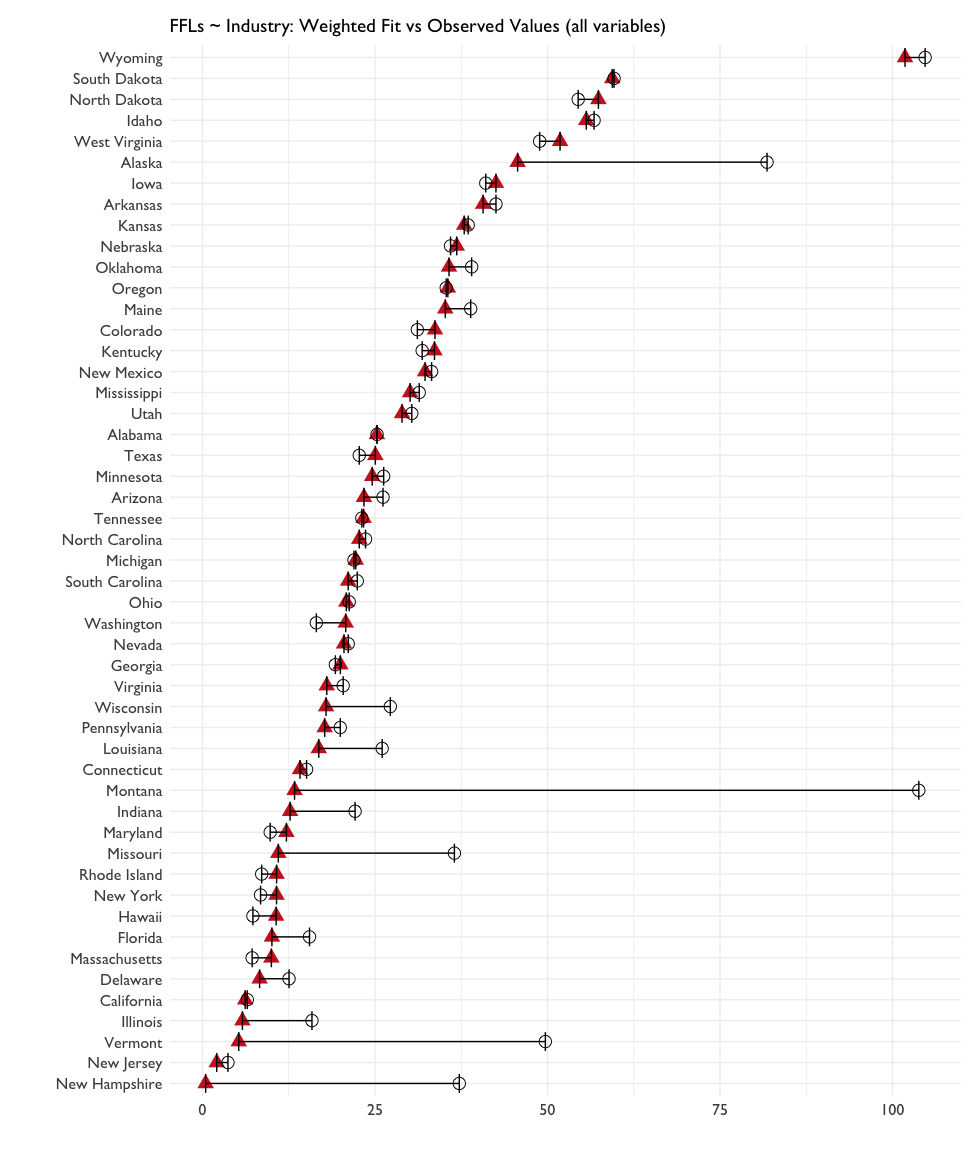 FFLs ~ Industry: Weighted Fit vs Observed Values (all variables)
Wyoming
South Dakota
North Dakota
Idaho
West Virginia
Alaska
Iowa
Arkansas
Kansas
Nebraska
Oklahoma
Oregon
Maine
Colorado
Kentucky
New Mexico
Mississippi
Utah
Alabama
Texas
Minnesota
Arizona
Tennessee
North Carolina
Michigan
South Carolina
Ohio
Washington
Nevada
Georgia
Virginia
Wisconsin
Pennsylvania
Louisiana
Connecticut
Montana
Indiana
Maryland
Missouri
Rhode Island
New York
Hawaii
Florida
Massachusetts
Delaware
California
Illinois
Vermont
New Jersey
New Hampshire
0 25 50 75 100